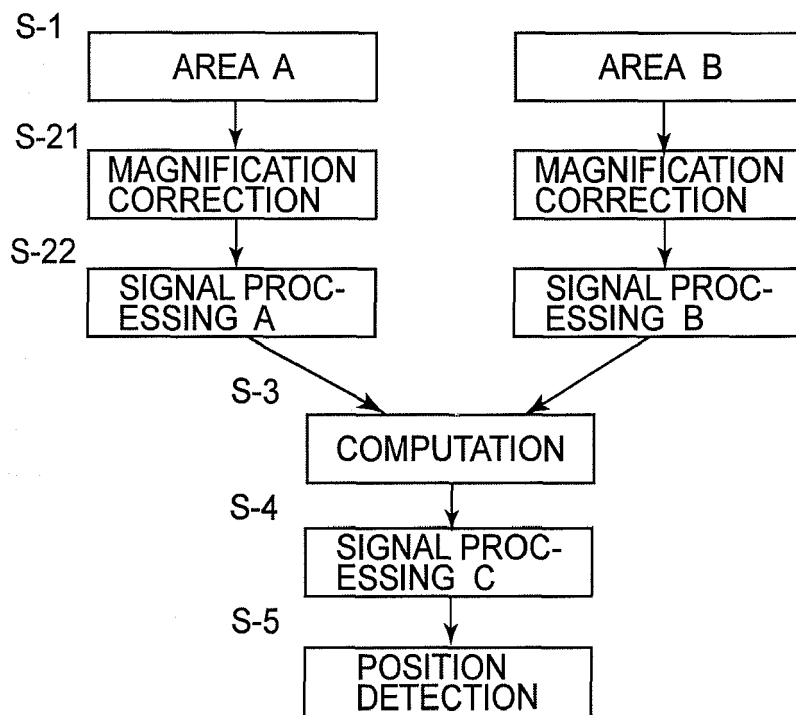 S-1
AREA A
AREA B
S-21
MAGNIFICATION
CORRECTION
MAGNIFICATION
CORRECTION
S-22
SIGNAL PROC-
ESSING A
SIGNAL PROC-
ESSING B
S-3
COMPUTATION
S-4
SIGNAL PROC-
ESSING C
S-5
POSITION
DETECTION